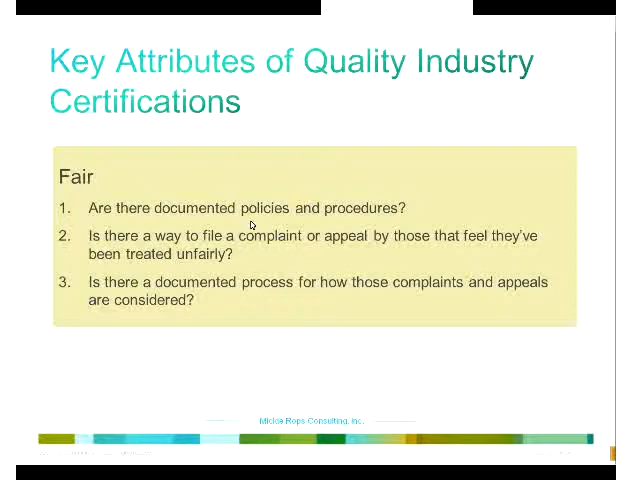 Key Attributes of Quality Industry
Certifications
Fair
1. Are there documented policies and procedures?
2. Is there a way to file a complaint or appeal by those that feel they've
been treated unfairly?
3. Is there a documented process for how those complaints and appeals
are considered?
Mickie Rops Consulting, Inc.